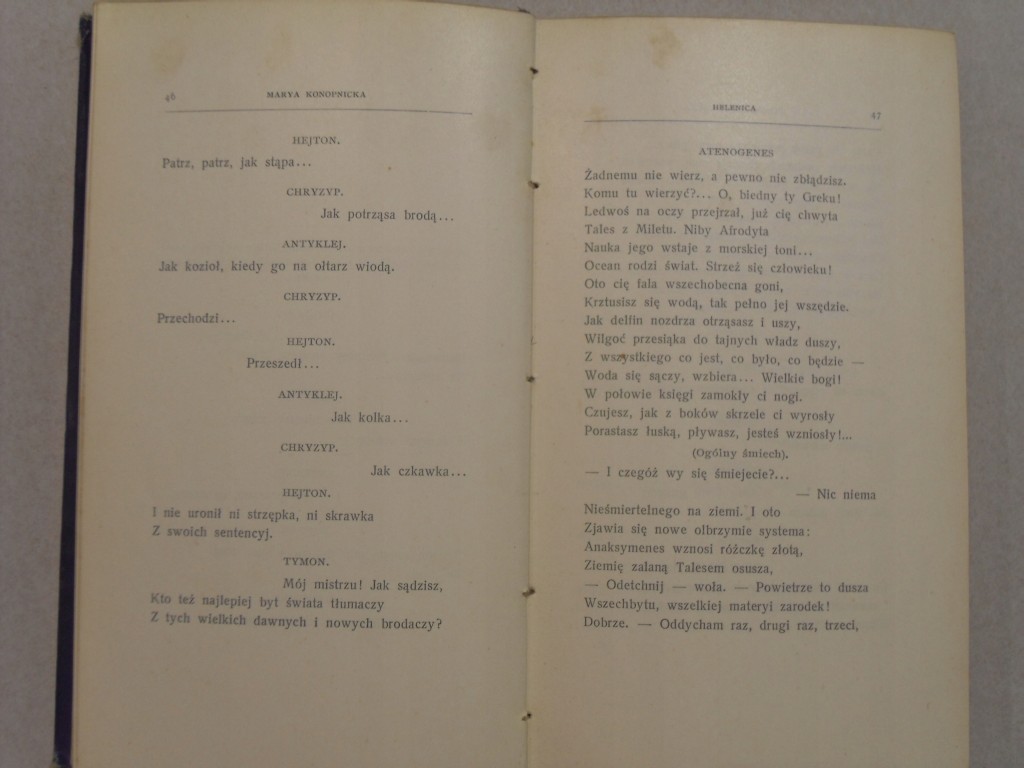 46
MARYA KONOPNICKA
HEJTON.
Patrz, patrz, jak stąpa...
CHRYZYP.
Jak potrząsa brodą...
ANTYKLEJ.
Jak kozioł, kiedy go na ołtarz wiodą.
CHRYZYP.
Przechodzi...
HEJTON.
Przeszedł...
ANTYKLEJ.
Jak kolka...
CHRYZYP.
Jak czkawka...
HEJTON.
I nie uronił ni strzępka, ni skrawka
Z swoich sentencyj.
TYMON.
Mój mistrzu! Jak sądzisz,
Kto też najlepiej byt świata tłumaczy
Z tych wielkich dawnych i nowych brodaczy?
HELENICA
47
ATENOGENES
Żadnemu nie wierz, a pewno nie zbłądzisz.
Komu tu wierzyć?... O, biedny ty Greku!
Ledwoś na oczy przejrzał, już cię chwyta
Tales z Miletu. Niby Afrodyta
Nauka jego wstaje z morskiej toni...
Ocean rodzi świat. Strzeż się człowieku!
Oto cię fala wszechobecna goni,
Krztusisz się wodą, tak pełno jej wszędzie.
Jak delfin nozdrza otrząsasz i uszy,
Wilgoć przesiąka do tajnych władz duszy,
Z wszystkiego co jest, co było, co będzie —
Woda się sączy, wzbiera... Wielkie bogi!
W połowie księgi zamokły ci nogi.
Czujesz, jak z boków skrzele ci wyrosły
Porastasz łuską, pływasz, jesteś wzniosły!...
(Ogólny śmiech).
— I czegóż wy się śmiejecie?...
— Nic niema
Nieśmiertelnego na ziemi. I oto
Zjawia się nowe olbrzymie systema:
Anaksymenes wznosi różczkę złotą,
Ziemię zalaną Talesem osusza,
— Odetchnij — woła. — Powietrze to dusza
Wszechbytu, wszelkiej materyi zarodek!
Dobrze. — Oddycham raz, drugi raz, trzeci,